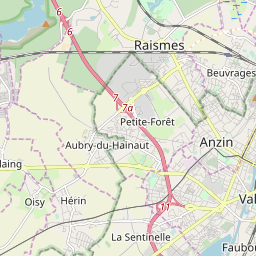 6
6
Raismes
Beuvrages
7
7a
Petite-Forêt
Anzin
Aubry-du-Hainaut
laing
Oisy
Hérin
Val
11
La Sentinelle
Faubou